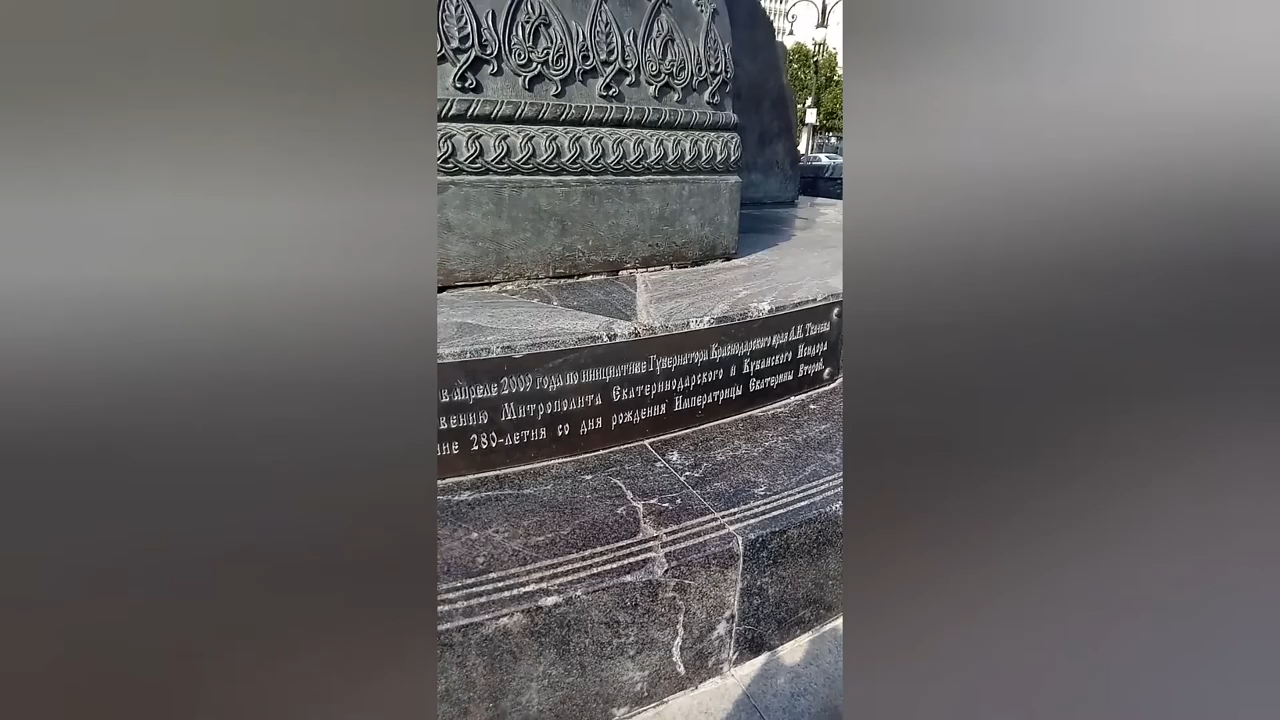 в апреле 2009 года по инициативе Губернатора Краснодарского края А.Н. Ткачева
вению Митрополита Екатеринодарского и Кубанского Исидора
ие 280-летия со дня рождения Императрицы Екатерины Второй.